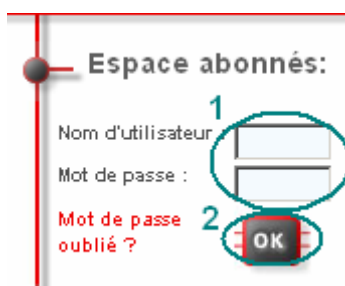 Espace abonnés:
1
Nom d'utilisateur :
Mot de passe :
Mot de passe
oublié ?
2
OK